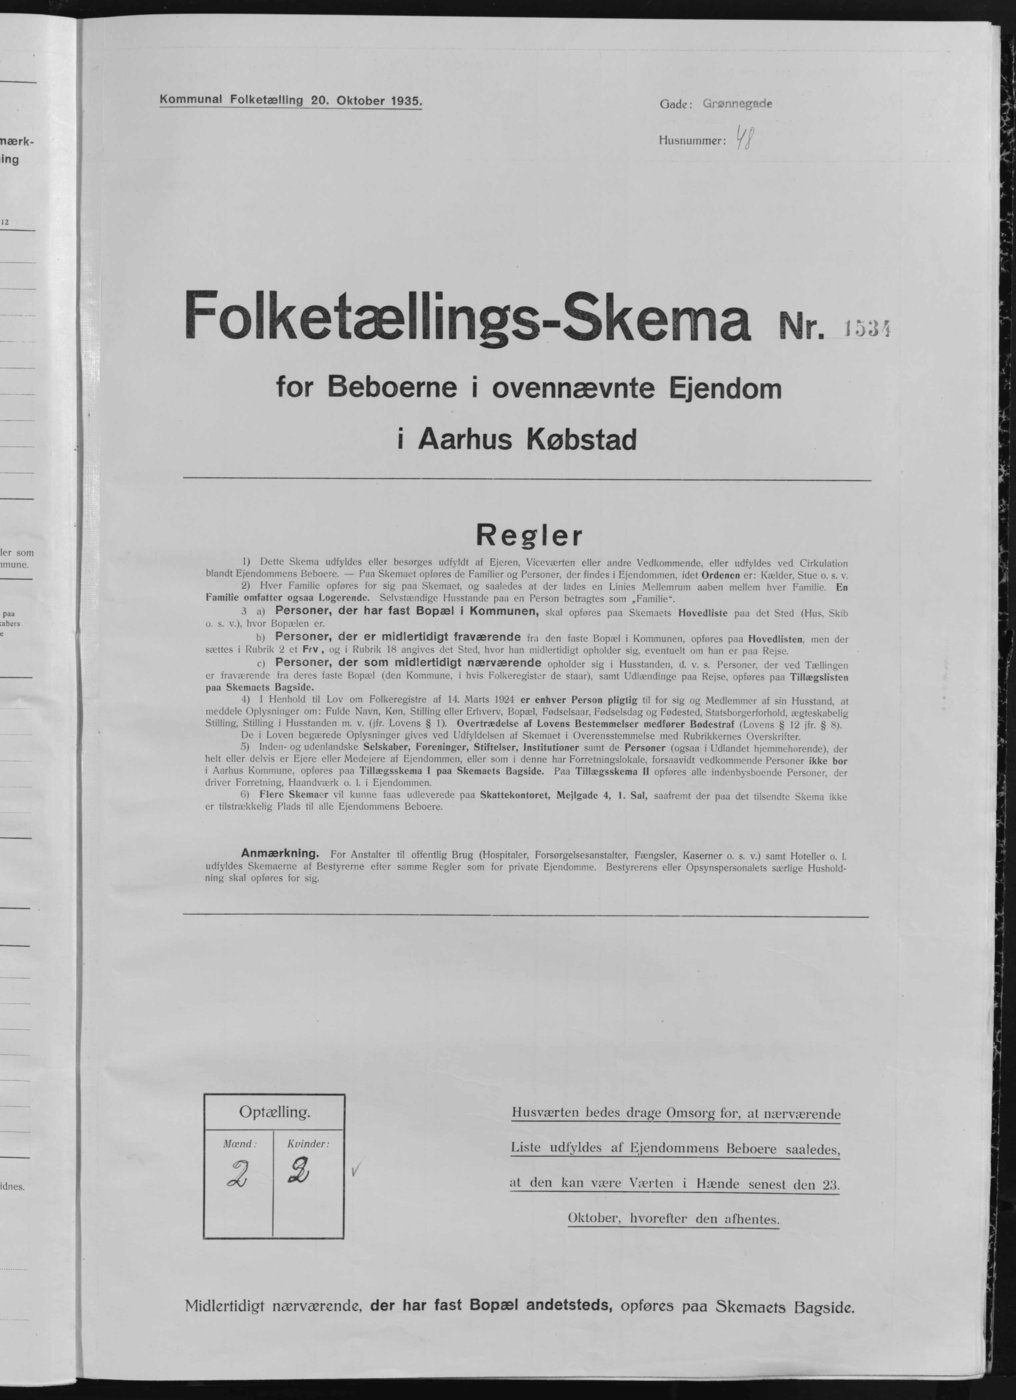 Kommunal Folketælling 20. Oktober 1935.
Gade: Grønnegade
Husnummer: 48
Folketællings-Skema Nr. 1534
for Beboerne i ovennævnte Ejendom
i Aarhus Købstad
Regler
1) Dette Skema udfyldes eller besørges udfyldt af Ejeren, Viceværten eller andre Vedkommende, eller udfyldes ved Cirkulation
blandt Ejendommens Beboere. — Paa Skemaet opføres de Familier og Personer, der findes i Ejendommen, idet Ordenen er: Kælder, Stue o. s. v.
2) Hver Familie opføres for sig paa Skemaet, og saaledes at der lades en Linies Mellemrum aaben mellem hver Familie. En
Familie omfatter ogsaa Logerende. Selvstændige Husstande paa en Person betragtes som „Familie“.
3 a) Personer, der har fast Bopæl i Kommunen, skal opføres paa Skemaets Hovedliste paa det Sted (Hus, Skib
o. s. v.), hvor Bopælen er.
b) Personer, der er midlertidigt fraværende fra den faste Bopæl i Kommunen, opføres paa Hovedlisten, men der
sættes i Rubrik 2 et Frv, og i Rubrik 18 angives det Sted, hvor han midlertidigt opholder sig, eventuelt om han er paa Rejse.
c) Personer, der som midlertidigt nærværende opholder sig i Husstanden, d. v. s. Personer, der ved Tællingen
er fraværende fra deres faste Bopæl (den Kommune, i hvis Folkeregister de staar), samt Udlændinge paa Rejse, opføres paa Tillægslisten
paa Skemaets Bagside.
4) I Henhold til Lov om Folkeregistre af 14. Marts 1924 er enhver Person pligtig til for sig og Medlemmer af sin Husstand, at
meddele Oplysninger om: Fulde Navn, Køn, Stilling eller Erhverv, Bopæl, Fødselsaar, Fødselsdag og Fødested, Statsborgerforhold, ægteskabelig
Stilling, Stilling i Husstanden m. v. (jfr. Lovens § 1). Overtrædelse af Lovens Bestemmelser medfører Bødestraf (Lovens § 12 jfr. § 8).
De i Loven begærede Oplysninger gives ved Udfyldelsen af Skemaet i Overensstemmelse med Rubrikkernes Overskrifter.
5) Inden- og udenlandske Selskaber, Foreninger, Stiftelser, Institutioner samt de Personer (ogsaa i Udlandet hjemmehørende), der
helt eller delvis er Ejere eller Medejere af Ejendommen, eller som i denne har Forretningslokale, forsaavidt vedkommende Personer ikke bor
i Aarhus Kommune, opføres paa Tillægsskema I paa Skemaets Bagside. Paa Tillægsskema II opføres alle indenbysboende Personer, der
driver Forretning, Haandværk o. l. i Ejendommen.
6) Flere Skemaer vil kunne faas udleverede paa Skattekontoret, Mejlgade 4, 1. Sal, saafremt der paa det tilsendte Skema ikke
er tilstrækkelig Plads til alle Ejendommens Beboere.
Anmærkning. For Anstalter til offentlig Brug (Hospitaler, Forsørgelsesanstalter, Fængsler, Kaserner o. s. v.) samt Hoteller o. l.
udfyldes Skemaerne af Bestyrerne efter samme Regler som for private Ejendomme. Bestyrerens eller Opsynspersonalets særlige Hushold-
ning skal opføres for sig.
Optælling.
Mænd: Kvinder:
2 2 ✓
Husværten bedes drage Omsorg for, at nærværende
Liste udfyldes af Ejendommens Beboere saaledes,
at den kan være Værten i Hænde senest den 23.
Oktober, hvorefter den afhentes.
Midlertidigt nærværende, der har fast Bopæl andetsteds, opføres paa Skemaets Bagside.